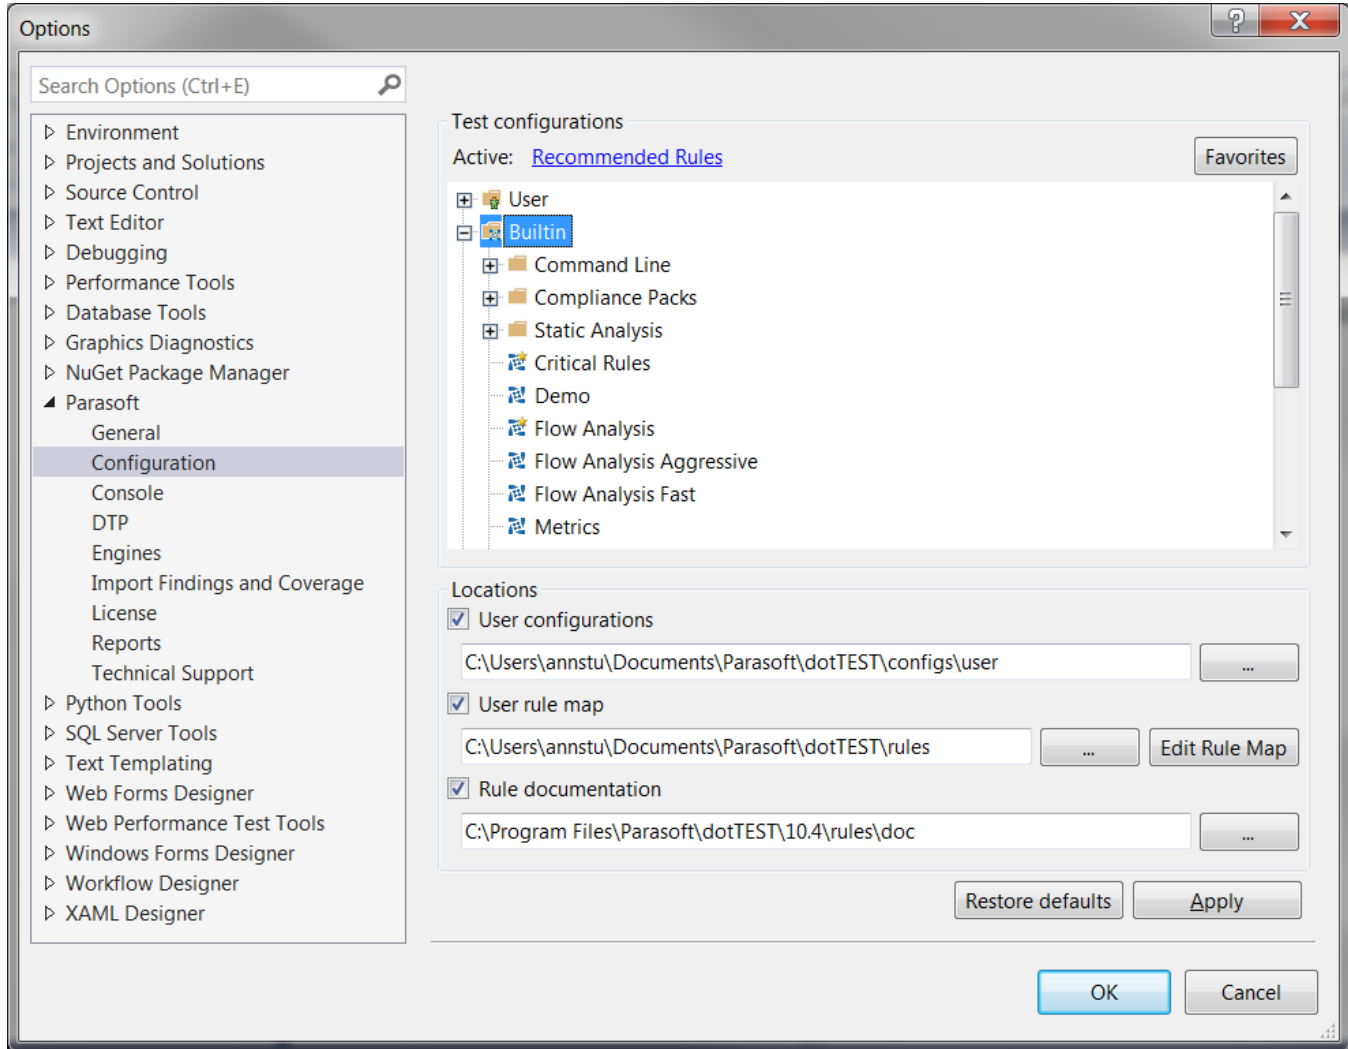 Options
Search Options (Ctrl+E)
Environment
Projects and Solutions
Source Control
Text Editor
Debugging
Performance Tools
Database Tools
Graphics Diagnostics
NuGet Package Manager
Parasoft
General
Configuration
Console
DTP
Engines
Import Findings and Coverage
License
Reports
Technical Support
Python Tools
SQL Server Tools
Text Templating
Web Forms Designer
Web Performance Test Tools
Windows Forms Designer
Workflow Designer
XAML Designer
Test configurations
Active: Recommended Rules
Favorites
User
Builtin
Command Line
Compliance Packs
Static Analysis
Critical Rules
Demo
Flow Analysis
Flow Analysis Aggressive
Flow Analysis Fast
Metrics
Locations
User configurations
C:\Users\annstu\Documents\Parasoft\dotTEST\configs\user
...
User rule map
C:\Users\annstu\Documents\Parasoft\dotTEST\rules
...
Edit Rule Map
Rule documentation
C:\Program Files\Parasoft\dotTEST\10.4\rules\doc
...
Restore defaults
Apply
OK
Cancel